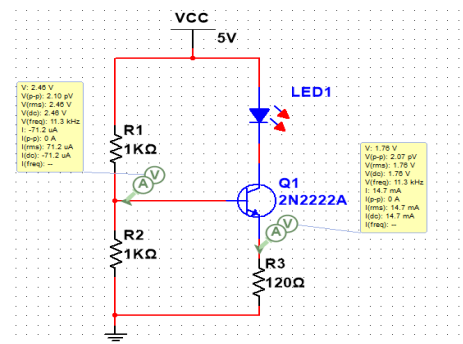 VCC
5V
LED1
V: 2.46 V
V(p-p): 2.10 pV
V(rms): 2.46 V
V(dc): 2.46 V
V(freq): 11.3 kHz
I: -71.2 uA
I(p-p): 0 A
I(rms): 71.2 uA
I(dc): -71.2 uA
I(freq): --
R1
1KΩ
A V
Q1
2N2222A
V: 1.76 V
V(p-p): 2.07 pV
V(rms): 1.76 V
V(dc): 1.76 V
V(freq): 11.3 kHz
I: 14.7 mA
I(p-p): 0 A
I(rms): 14.7 mA
I(dc): 14.7 mA
I(freq): --
A V
R2
1KΩ
R3
120Ω